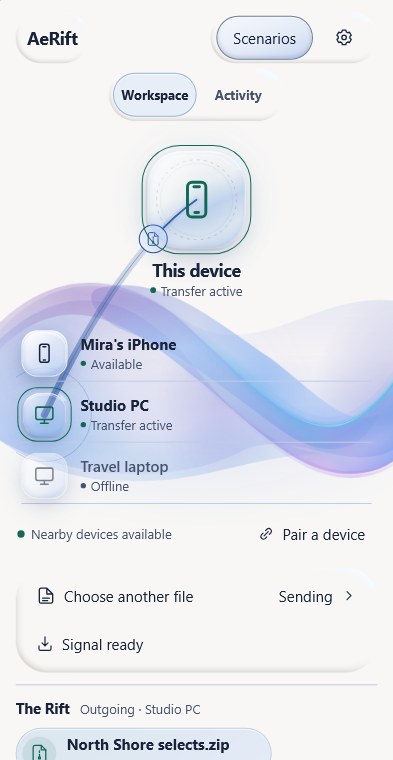 AeRift
Scenarios
Workspace
Activity
This device
Transfer active
Mira's iPhone
Available
Studio PC
Transfer active
Travel laptop
Offline
Nearby devices available
Pair a device
Choose another file
Sending
Signal ready
The Rift
Outgoing · Studio PC
North Shore selects.zip